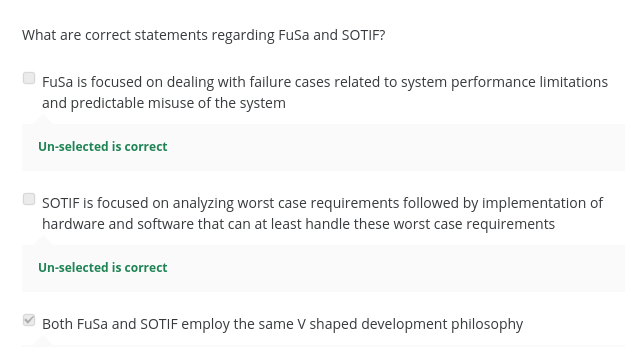 What are correct statements regarding FuSa and SOTIF?
FuSa is focused on dealing with failure cases related to system performance limitations
and predictable misuse of the system
Un-selected is correct
SOTIF is focused on analyzing worst case requirements followed by implementation of
hardware and software that can at least handle these worst case requirements
Un-selected is correct
Both FuSa and SOTIF employ the same V shaped development philosophy